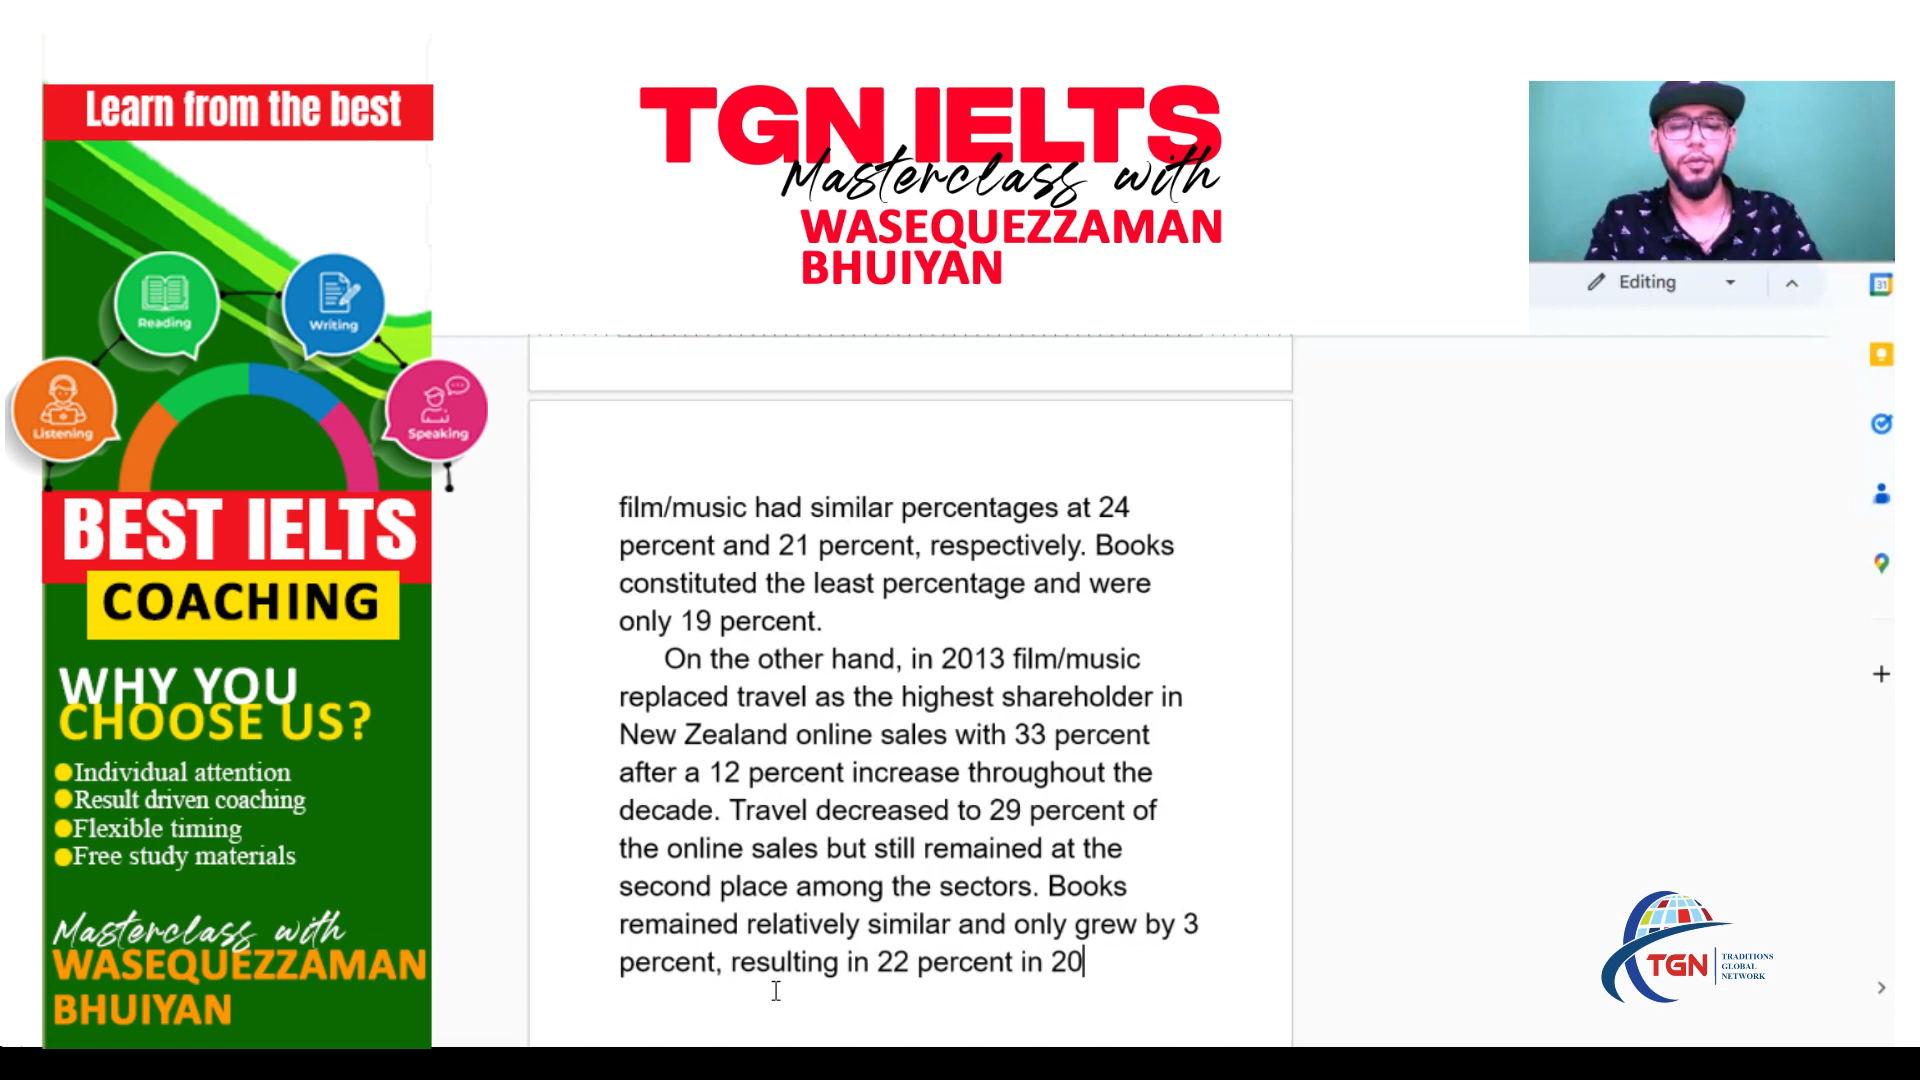 Learn from the best
Reading
Writing
Listening
Speaking
BEST IELTS
COACHING
WHY YOU
CHOOSE US?
Individual attention
Result driven coaching
Flexible timing
Free study materials
Masterclass with
WASEQUEZZAMAN
BHUIYAN
TGN IELTS
Masterclass with
WASEQUEZZAMAN
BHUIYAN
Editing
31
film/music had similar percentages at 24
percent and 21 percent, respectively. Books
constituted the least percentage and were
only 19 percent.
On the other hand, in 2013 film/music
replaced travel as the highest shareholder in
New Zealand online sales with 33 percent
after a 12 percent increase throughout the
decade. Travel decreased to 29 percent of
the online sales but still remained at the
second place among the sectors. Books
remained relatively similar and only grew by 3
percent, resulting in 22 percent in 20
TGN
TRADITIONS
GLOBAL
NETWORK